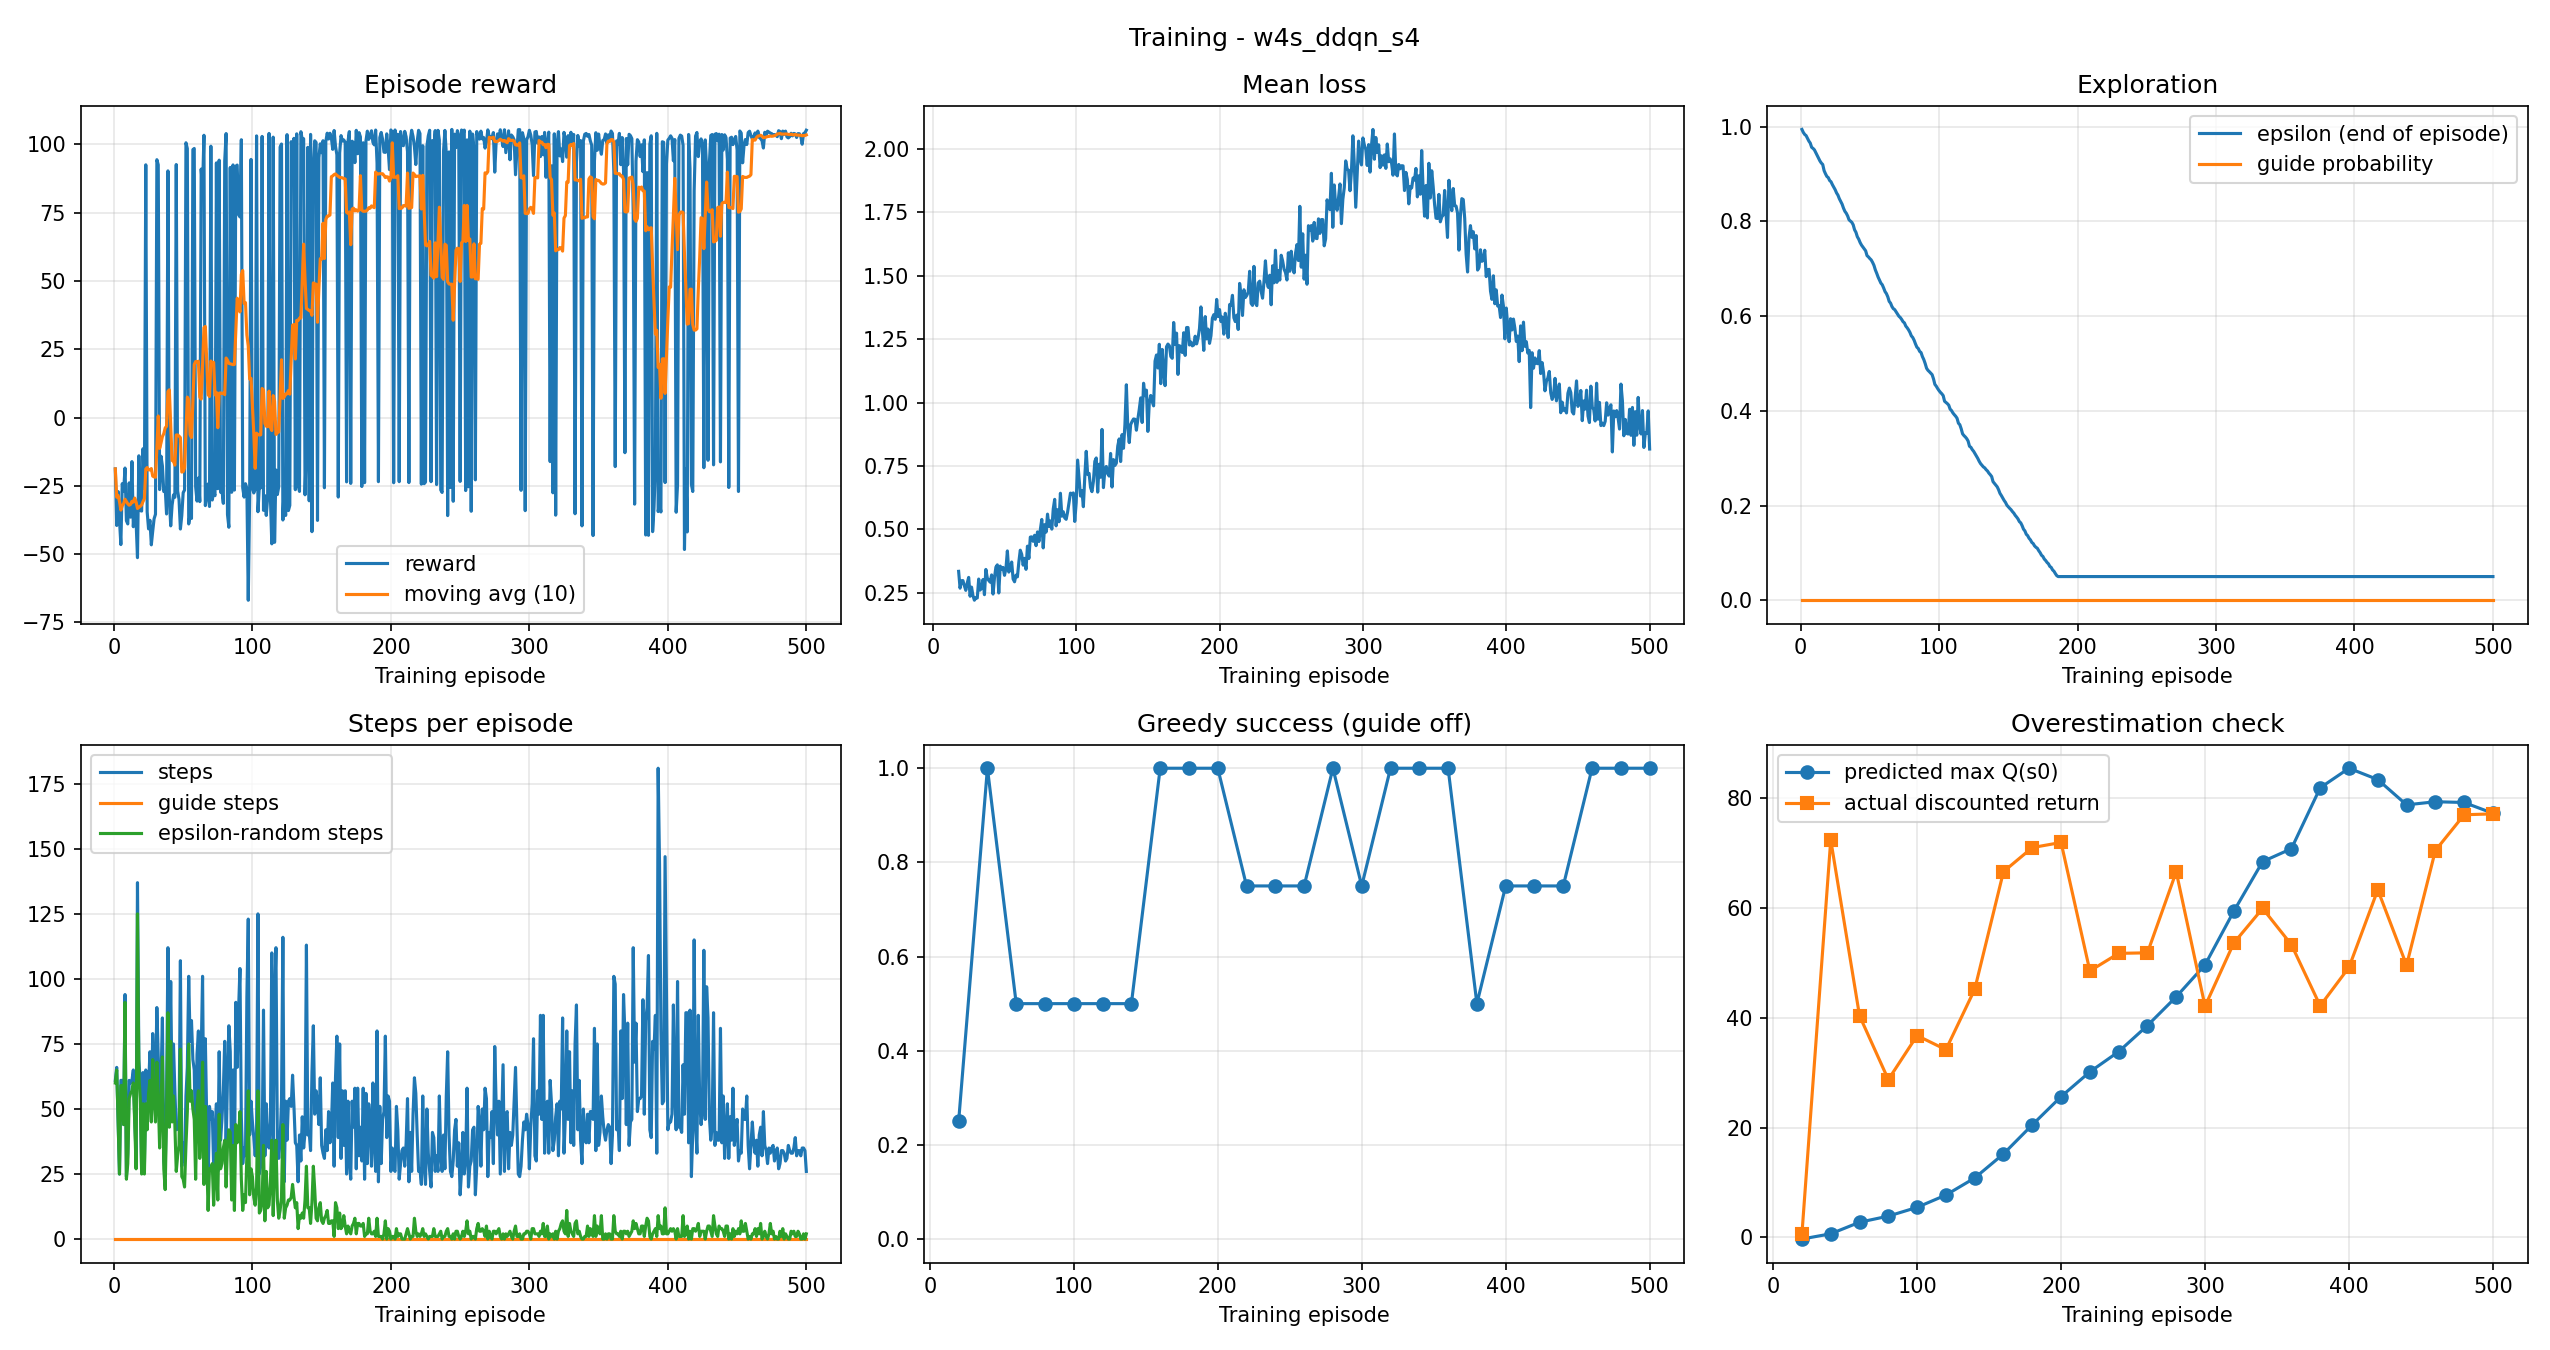 Training - w4s_ddqn_s4
Episode reward
100
75
50
25
0
−25
−50
−75
reward
moving avg (10)
0 100 200 300 400 500
Training episode
Mean loss
2.00
1.75
1.50
1.25
1.00
0.75
0.50
0.25
0 100 200 300 400 500
Training episode
Exploration
1.0
0.8
0.6
0.4
0.2
0.0
epsilon (end of episode)
guide probability
0 100 200 300 400 500
Training episode
Steps per episode
175
150
125
100
75
50
25
0
steps
guide steps
epsilon-random steps
0 100 200 300 400 500
Training episode
Greedy success (guide off)
1.0
0.8
0.6
0.4
0.2
0.0
0 100 200 300 400 500
Training episode
Overestimation check
80
60
40
20
0
predicted max Q(s0)
actual discounted return
0 100 200 300 400 500
Training episode